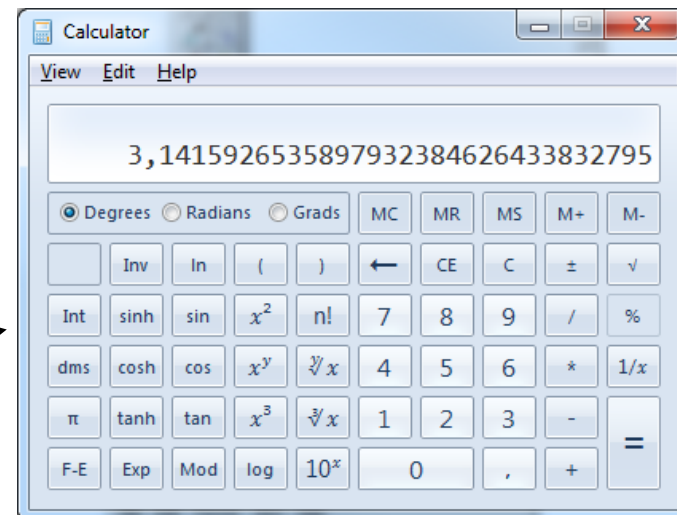 Calculator
View Edit Help
3,1415926535897932384626433832795
Degrees Radians Grads MC MR MS M+ M-
Inv ln ( ) ← CE C ± √
Int sinh sin x² n! 7 8 9 / %
dms cosh cos xʸ ʸ√x 4 5 6 * 1/x
π tanh tan x³ ³√x 1 2 3 - =
F-E Exp Mod log 10ˣ 0 , +